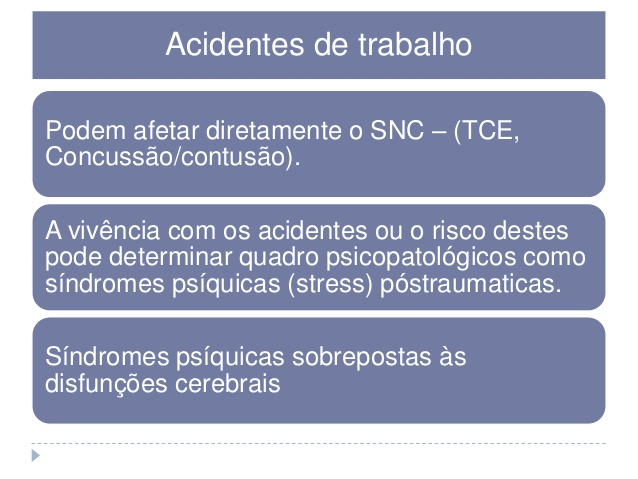 Acidentes de trabalho
Podem afetar diretamente o SNC – (TCE,
Concussão/contusão).
A vivência com os acidentes ou o risco destes
pode determinar quadro psicopatológicos como
síndromes psíquicas (stress) póstraumaticas.
Síndromes psíquicas sobrepostas às
disfunções cerebrais